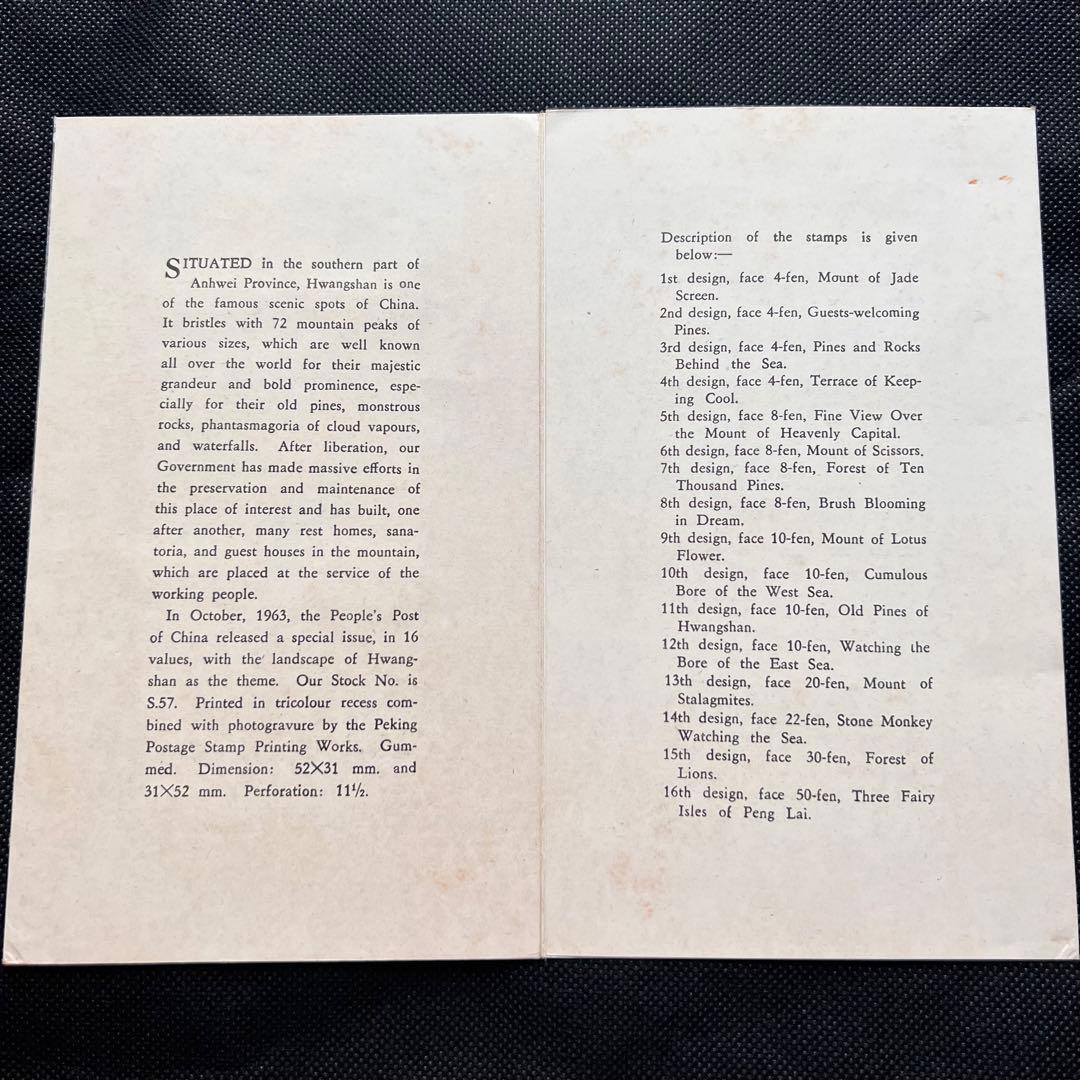 SITUATED in the southern part of
Anhwei Province, Hwangshan is one
of the famous scenic spots of China.
It bristles with 72 mountain peaks of
various sizes, which are well known
all over the world for their majestic
grandeur and bold prominence, espe-
cially for their old pines, monstrous
rocks, phantasmagoria of cloud vapours,
and waterfalls. After liberation, our
Government has made massive efforts in
the preservation and maintenance of
this place of interest and has built, one
after another, many rest homes, sana-
toria, and guest houses in the mountain,
which are placed at the service of the
working people.
In October, 1963, the People's Post
of China released a special issue, in 16
values, with the landscape of Hwang-
shan as the theme. Our Stock No. is
S.57. Printed in tricolour recess com-
bined with photogravure by the Peking
Postage Stamp Printing Works. Gum-
med. Dimension: 52×31 mm. and
31×52 mm. Perforation: 11½.
Description of the stamps is given
below:—
1st design, face 4-fen, Mount of Jade
Screen.
2nd design, face 4-fen, Guests-welcoming
Pines.
3rd design, face 4-fen, Pines and Rocks
Behind the Sea.
4th design, face 4-fen, Terrace of Keep-
ing Cool.
5th design, face 8-fen, Fine View Over
the Mount of Heavenly Capital.
6th design, face 8-fen, Mount of Scissors.
7th design, face 8-fen, Forest of Ten
Thousand Pines.
8th design, face 8-fen, Brush Blooming
in Dream.
9th design, face 10-fen, Mount of Lotus
Flower.
10th design, face 10-fen, Cumulous
Bore of the West Sea.
11th design, face 10-fen, Old Pines of
Hwangshan.
12th design, face 10-fen, Watching the
Bore of the East Sea.
13th design, face 20-fen, Mount of
Stalagmites.
14th design, face 22-fen, Stone Monkey
Watching the Sea.
15th design, face 30-fen, Forest of
Lions.
16th design, face 50-fen, Three Fairy
Isles of Peng Lai.